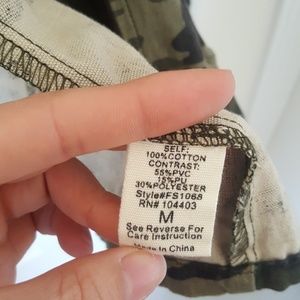 SELF:
100%COTTON
CONTRAST:
55%PVC
15%PU
30%POLYESTER
Style#FS1068
RN# 104403
M
See Reverse For
Care Instruction
Made In China